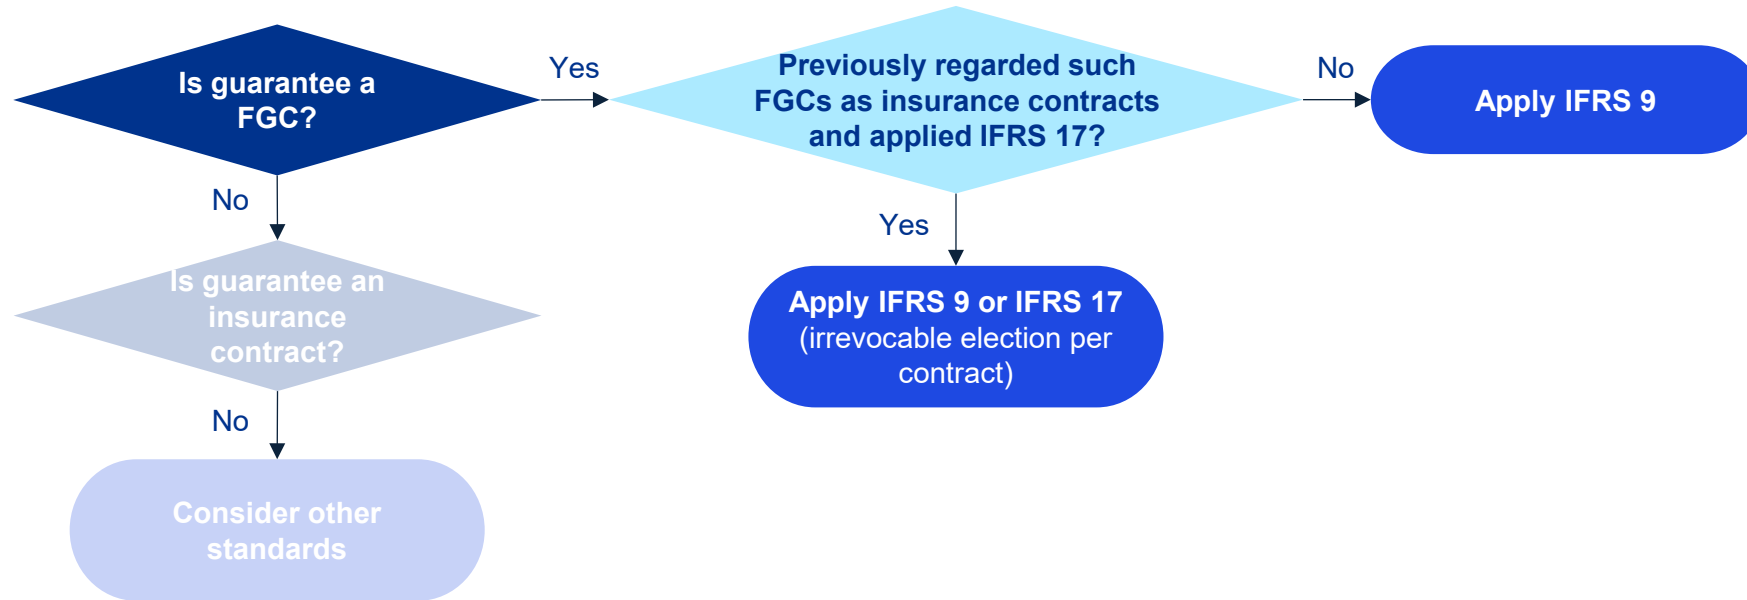 Is guarantee a
FGC?
Yes
Previously regarded such
FGCs as insurance contracts
and applied IFRS 17?
No
Apply IFRS 9
No
Yes
Is guarantee an
insurance
contract?
Apply IFRS 9 or IFRS 17
(irrevocable election per
contract)
No
Consider other
standards